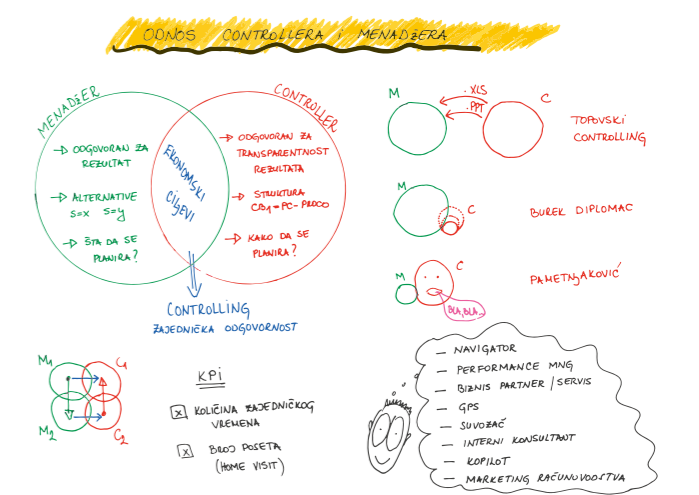 ODNOS CONTROLLERA i MENADŽERA
MENADŽER
→ ODGOVORAN ZA
REZULTAT
→ ALTERNATIVE
S=X S=y
→ ŠTA DA SE
PLANIRA?
EKONOMSKI
CILJEVI
CONTROLLER
→ ODGOVORAN ZA
TRANSPARENTNOST
REZULTATA
→ STRUKTURA
→ KAKO DA SE
PLANIRA?
CONTROLLING
ZAJEDNIČKA ODGOVORNOST
M
.XLS
.PPT
C
TOPOVSKI
CONTROLLING
M
C
BUREK DIPLOMAC
M
C
BLA, BLA...
PAMETNJAKOVIĆ
M1
C1
M2
C2
KPi
x KOLIČINA ZAJEDNIČKOG
VREMENA
x BROJ POSETA
(HOME VISIT)
— NAVIGATOR
— PERFORMANCE MNG
— BIZNIS PARTNER / SERVIS
— GPS
— SUVOZAČ
— INTERNI KONSULTANT
— KOPILOT
— MARKETING RAČUNOVODSTVA